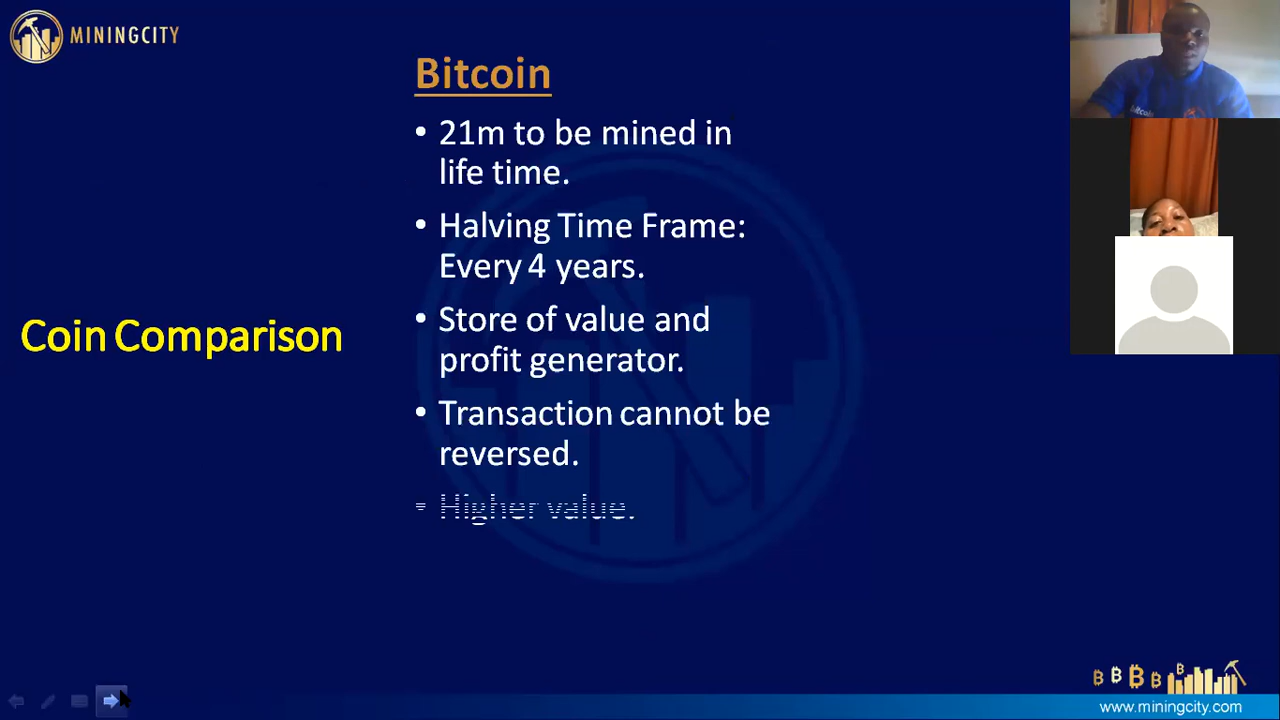 MININGCITY
Bitcoin
• 21m to be mined in
life time.
• Halving Time Frame:
Every 4 years.
• Store of value and
profit generator.
• Transaction cannot be
reversed.
• Higher value.
Coin Comparison
Bitcoin
www.miningcity.com